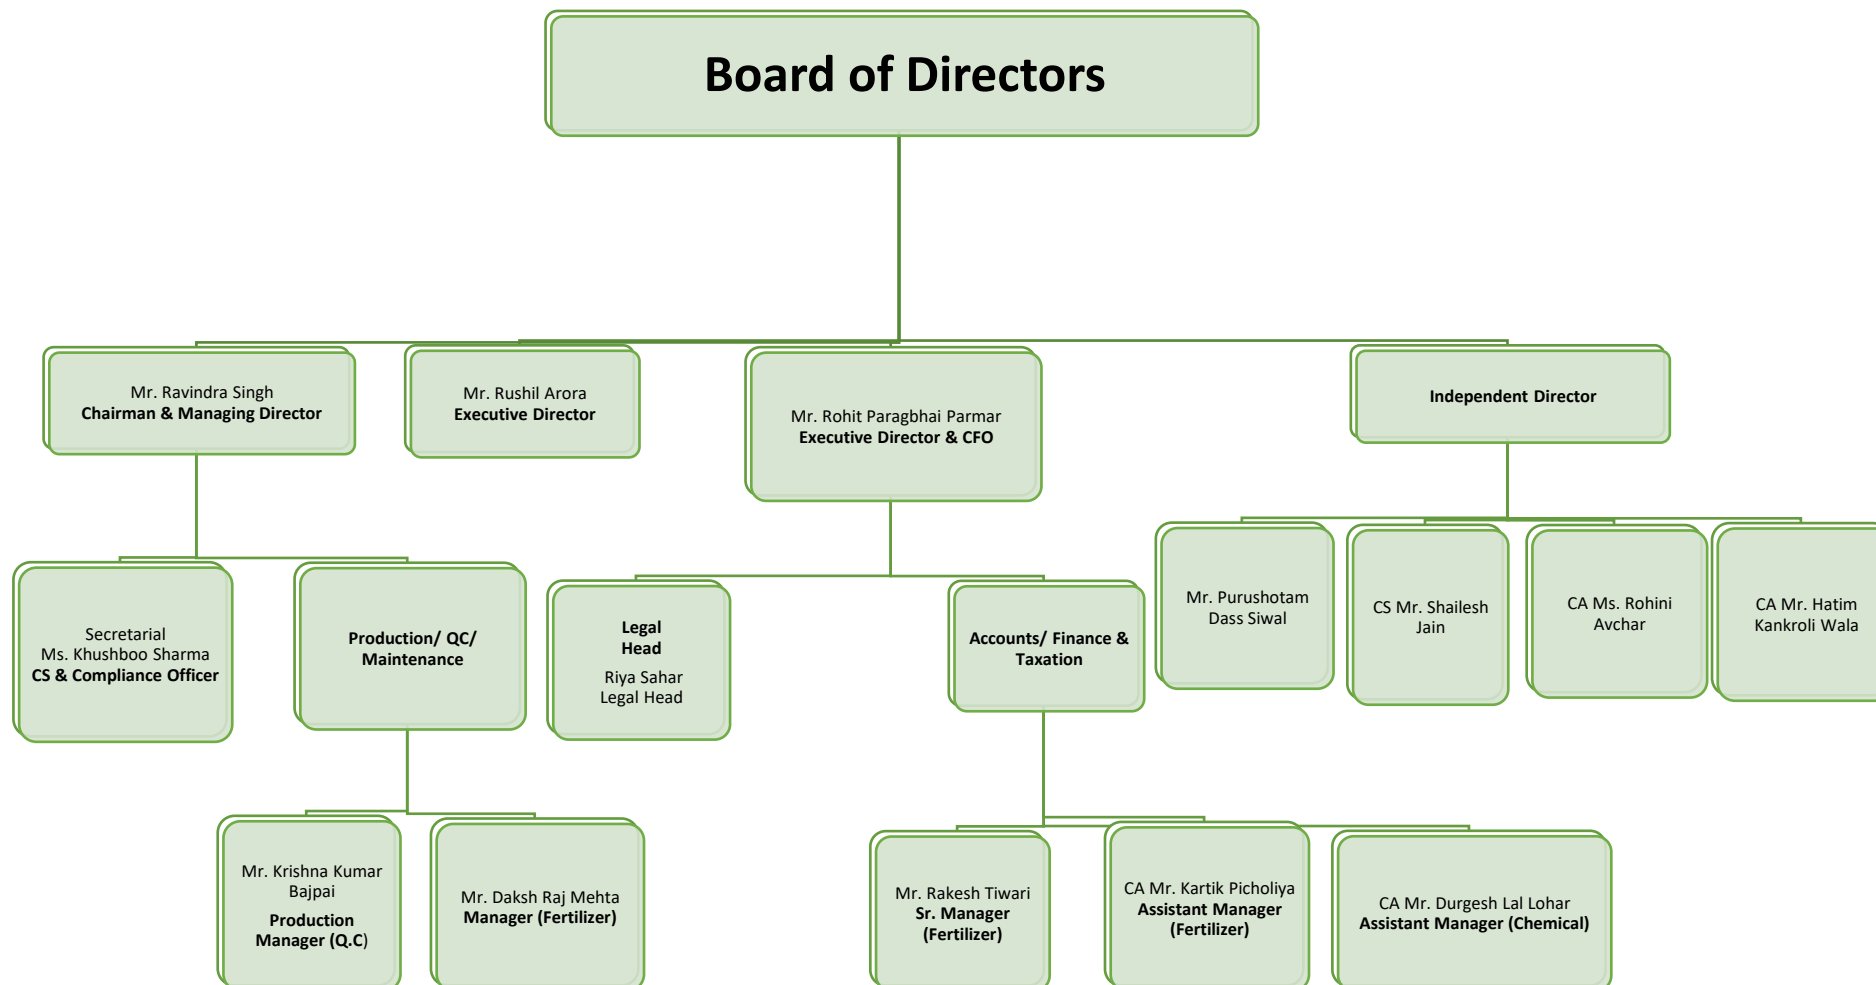 Board of Directors
Mr. Ravindra Singh
Chairman & Managing Director
Mr. Rushil Arora
Executive Director
Mr. Rohit Paragbhai Parmar
Executive Director & CFO
Independent Director
Secretarial
Ms. Khushboo Sharma
CS & Compliance Officer
Production/ QC/
Maintenance
Legal
Head
Riya Sahar
Legal Head
Accounts/ Finance &
Taxation
Mr. Purushotam
Dass Siwal
CS Mr. Shailesh
Jain
CA Ms. Rohini
Avchar
CA Mr. Hatim
Kankroli Wala
Mr. Krishna Kumar
Bajpai
Production
Manager (Q.C)
Mr. Daksh Raj Mehta
Manager (Fertilizer)
Mr. Rakesh Tiwari
Sr. Manager
(Fertilizer)
CA Mr. Kartik Picholiya
Assistant Manager
(Fertilizer)
CA Mr. Durgesh Lal Lohar
Assistant Manager (Chemical)